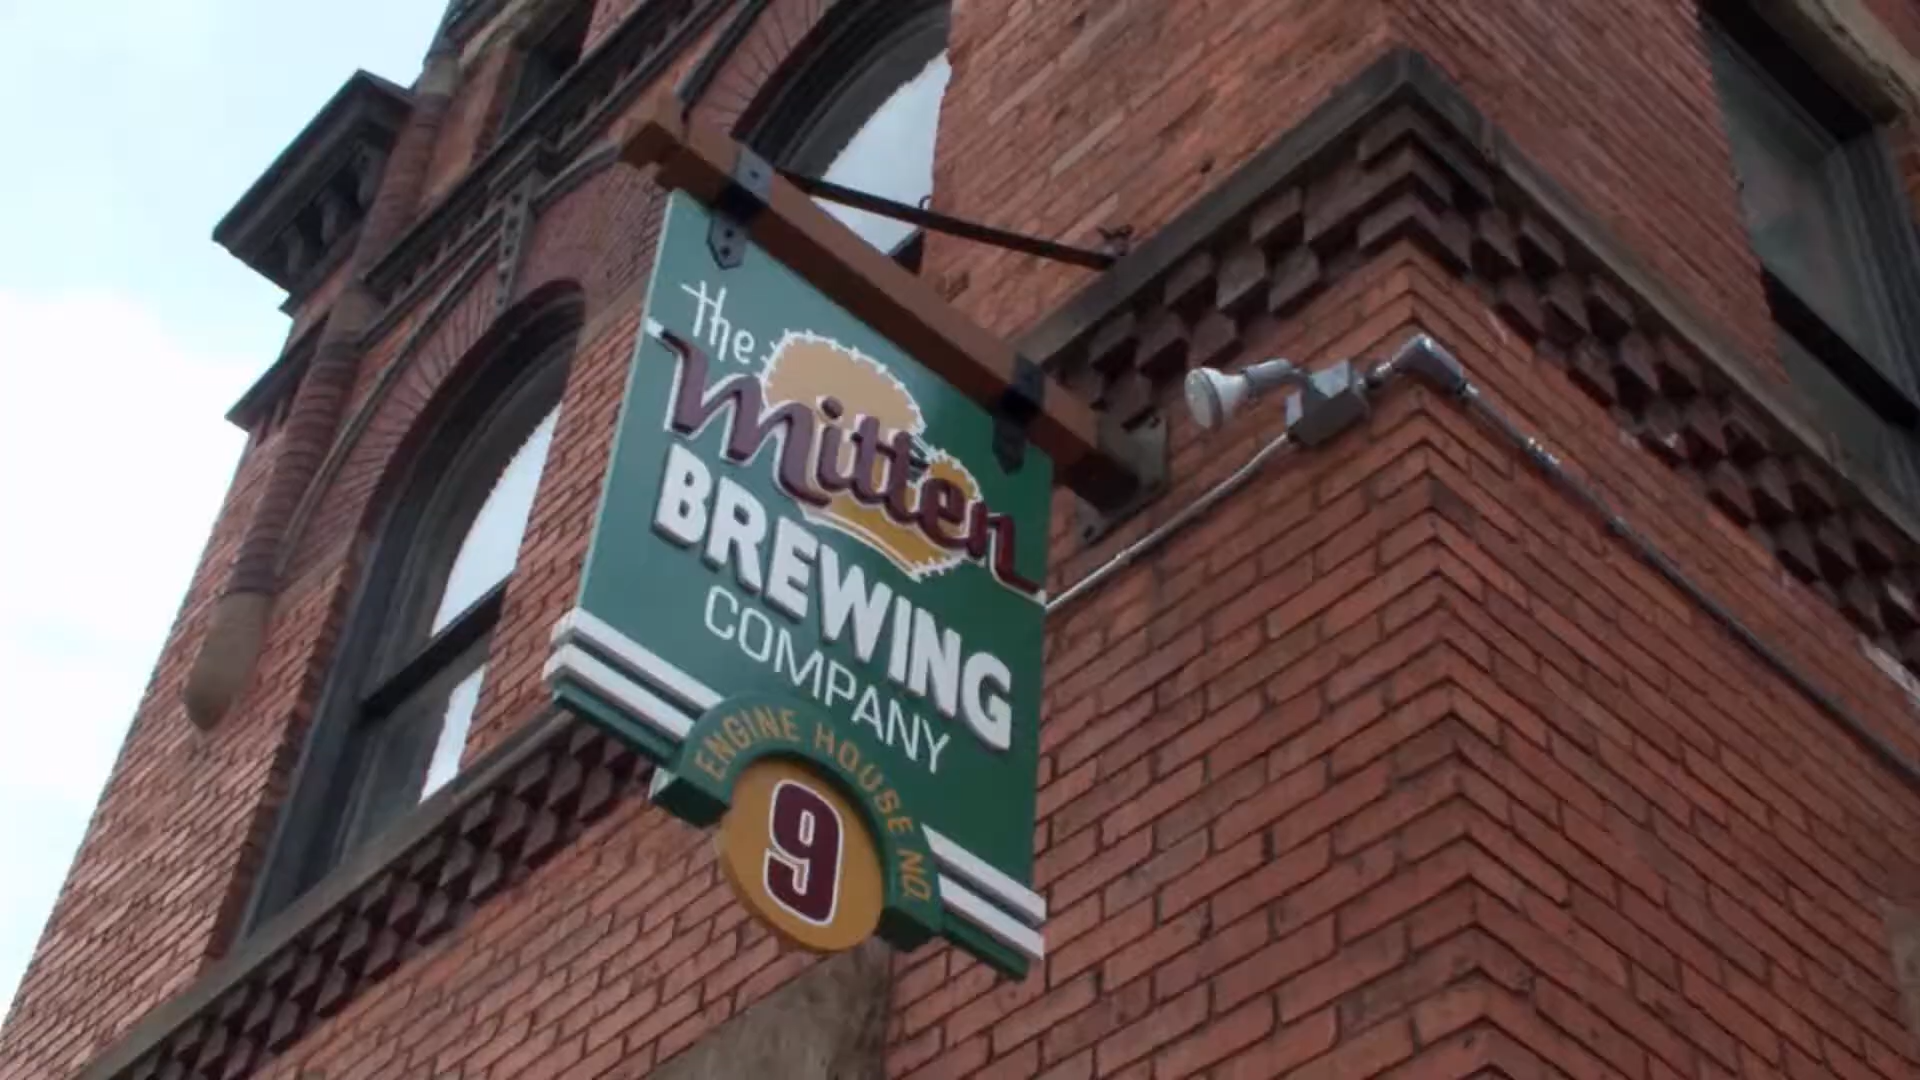 the
Mitten
BREWING
COMPANY
ENGINE HOUSE NO.
9